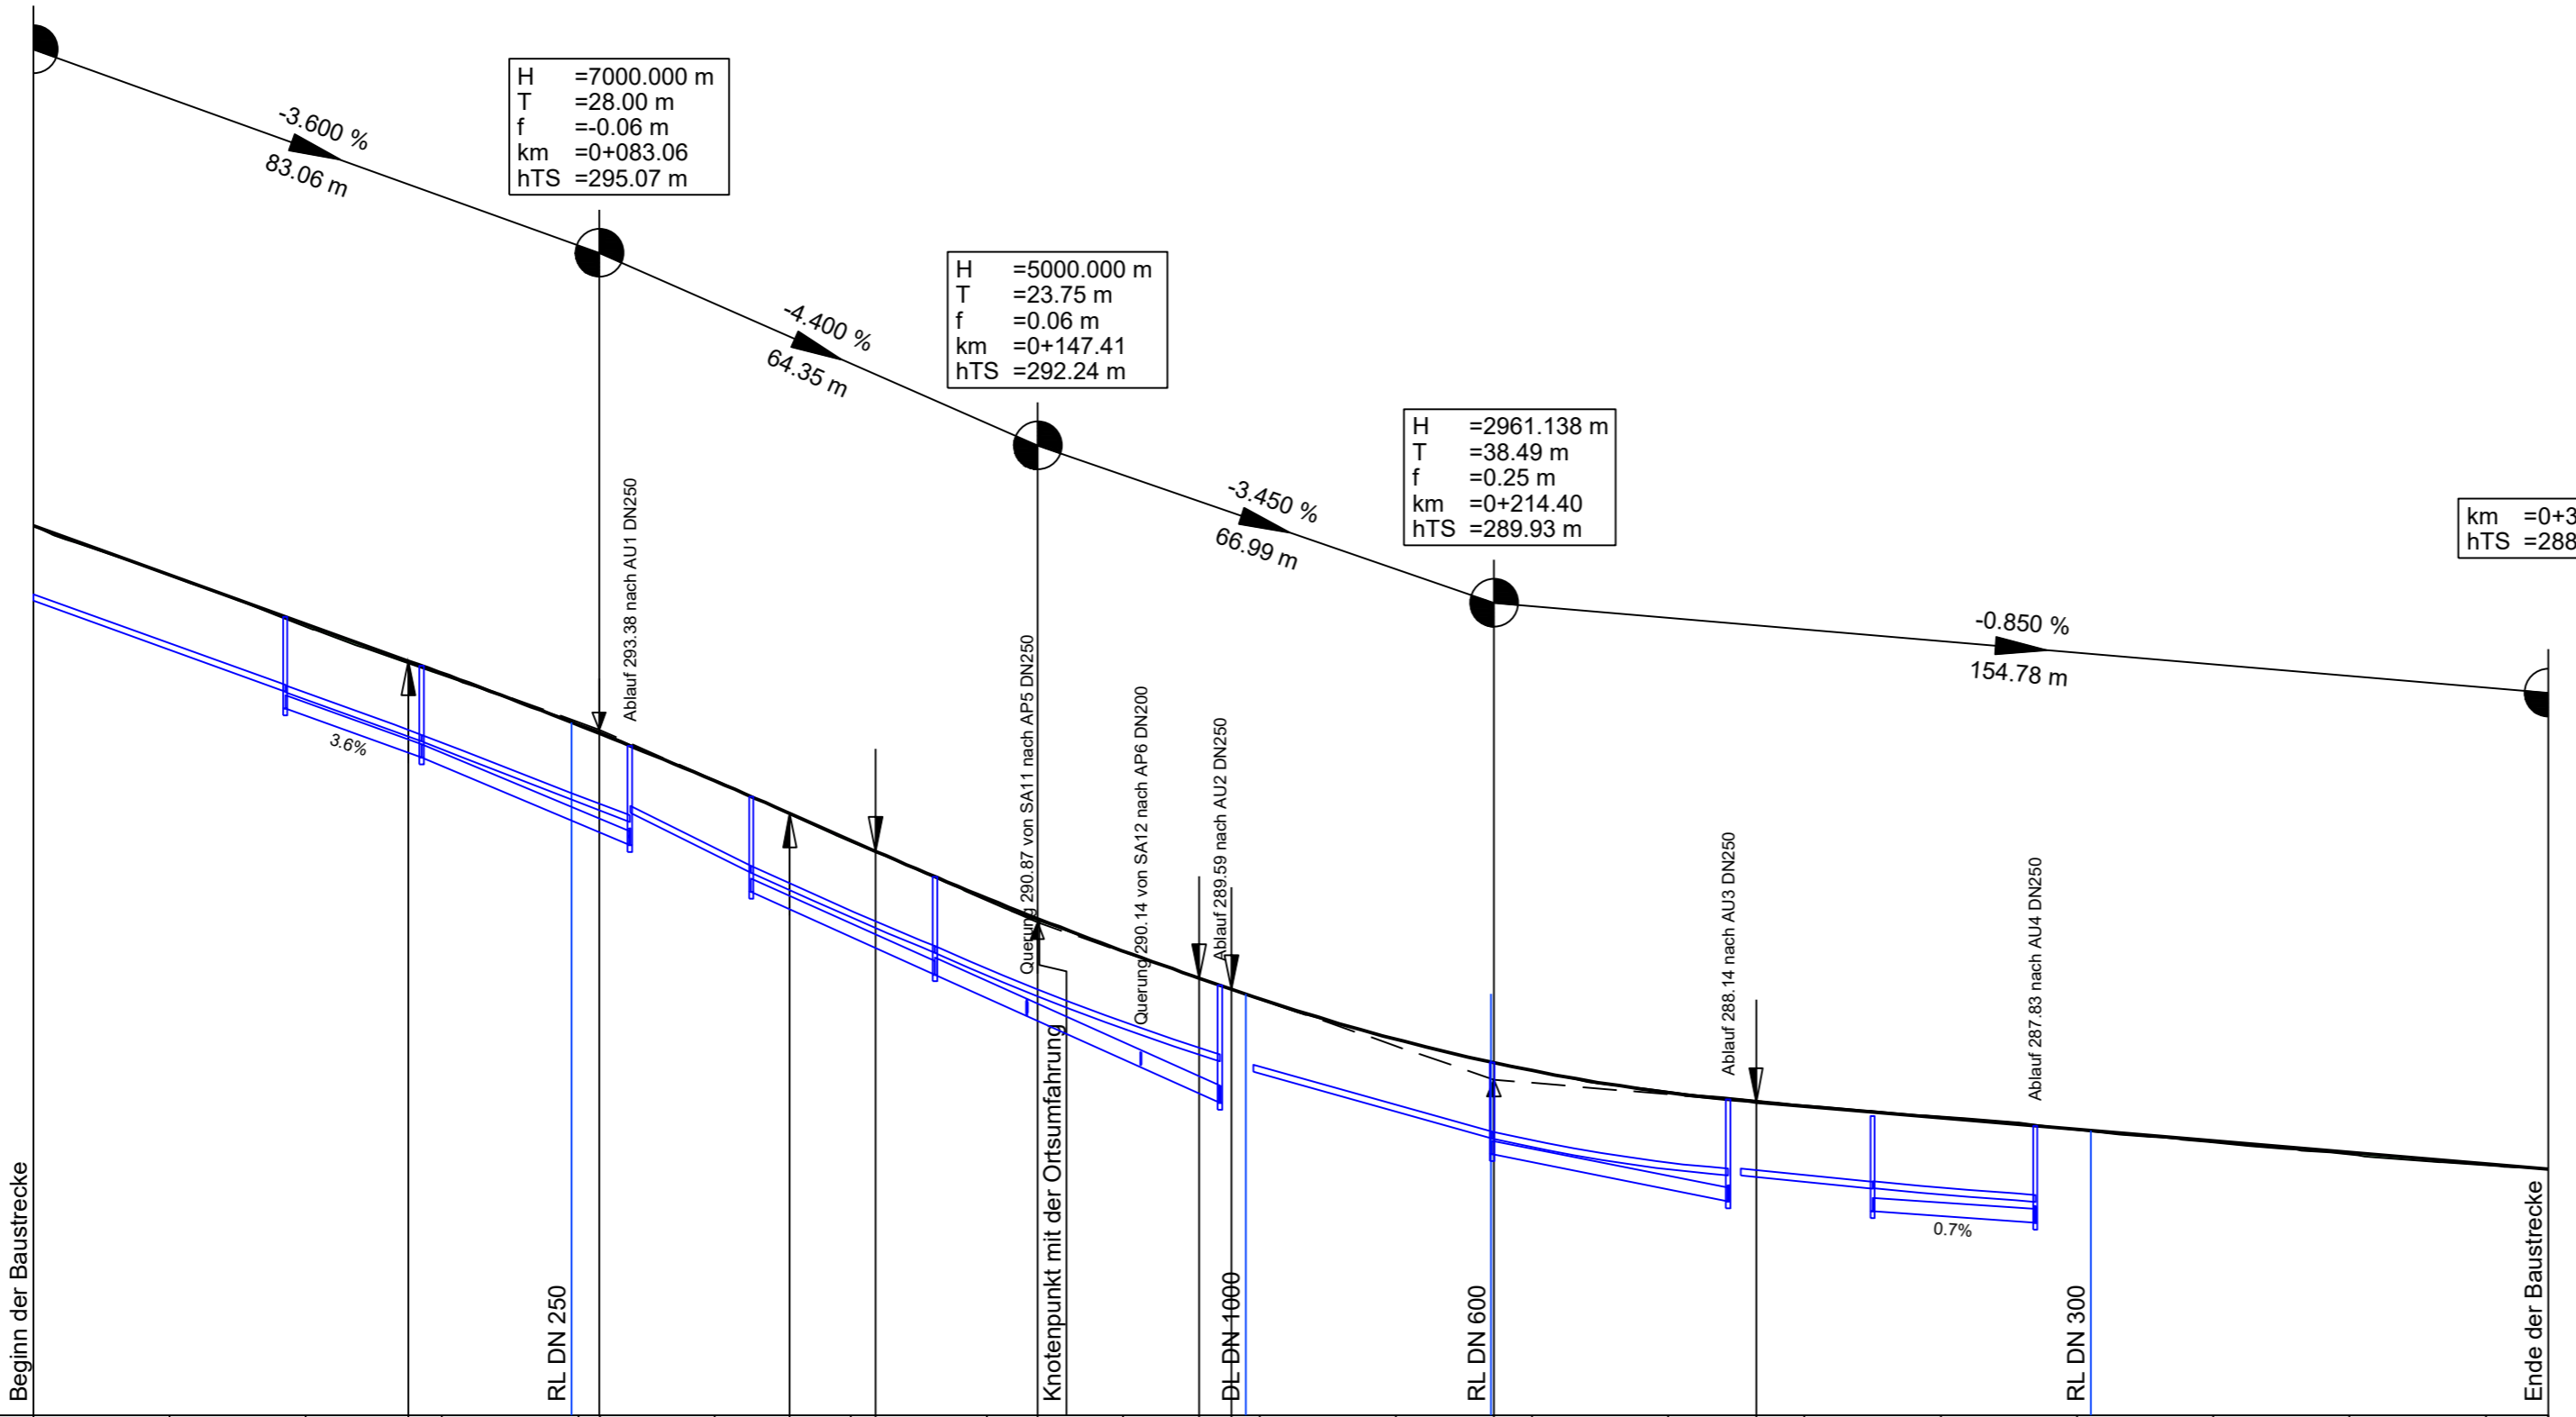 -3.600 %
83.06 m
H =7000.000 m
T =28.00 m
f =-0.06 m
km =0+083.06
hTS =295.07 m
-4.400 %
64.35 m
H =5000.000 m
T =23.75 m
f =0.06 m
km =0+147.41
hTS =292.24 m
-3.450 %
66.99 m
H =2961.138 m
T =38.49 m
f =0.25 m
km =0+214.40
hTS =289.93 m
-0.850 %
154.78 m
km =0+3
hTS =288
Ablauf 293.38 nach AU1 DN250
Querung 290.87 von SA11 nach AP5 DN250
Querung 290.14 von SA12 nach AP6 DN200
Ablauf 289.59 nach AU2 DN250
Ablauf 288.14 nach AU3 DN250
Ablauf 287.83 nach AU4 DN250
3.6%
0.7%
Beginn der Baustrecke
RL DN 250
Knotenpunkt mit der Ortsumfahrung
DL DN 1000
RL DN 600
RL DN 300
Ende der Baustrecke